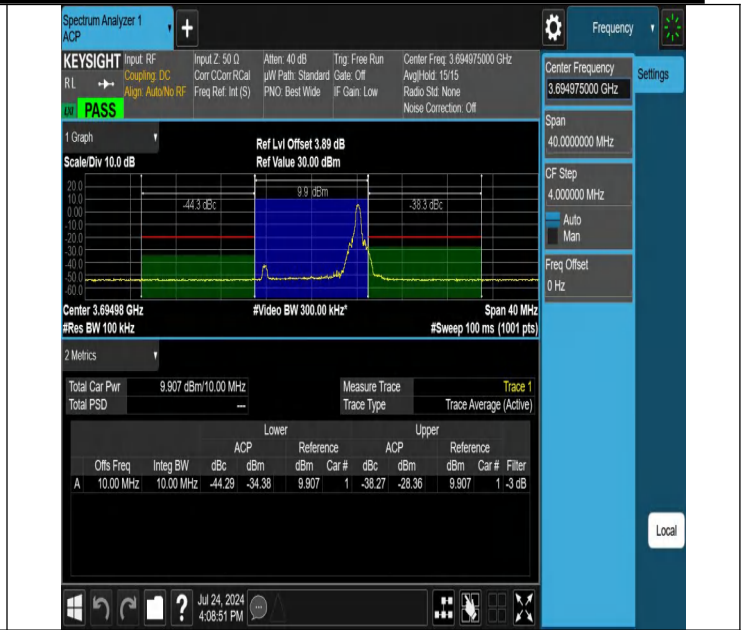 Spectrum Analyzer 1
ACP
Frequency
KEYSIGHT
RL
PASS
Input: RF
Coupling: DC
Align: Auto/No RF
Input Z: 50 Ω
Corr CCorr RCal
Freq Ref: Int (S)
Atten: 40 dB
µW Path: Standard
PNO: Best Wide
Trig: Free Run
Gate: Off
IF Gain: Low
Center Freq: 3.694975000 GHz
Avg|Hold: 15/15
Radio Std: None
Noise Correction: Off
Center Frequency
3.694975000 GHz
Settings
Span
40.0000000 MHz
CF Step
4.000000 MHz
Auto
Man
Freq Offset
0 Hz
1 Graph
Scale/Div 10.0 dB
Ref Lvl Offset 3.89 dB
Ref Value 30.00 dBm
20.0
10.0
0.00
-10.0
-20.0
-30.0
-40.0
-50.0
-60.0
-44.3 dBc
9.9 dBm
-38.3 dBc
Center 3.69498 GHz
#Video BW 300.00 kHz*
Span 40 MHz
#Res BW 100 kHz
#Sweep 100 ms (1001 pts)
2 Metrics
Total Car Pwr 9.907 dBm/10.00 MHz
Total PSD ---
Measure Trace Trace 1
Trace Type Trace Average (Active)
Lower Upper
ACP Reference ACP Reference
Offs Freq Integ BW dBc dBm dBm Car # dBc dBm dBm Car # Filter
A 10.00 MHz 10.00 MHz -44.29 -34.38 9.907 1 -38.27 -28.36 9.907 1 -3 dB
Local
Jul 24, 2024
4:08:51 PM